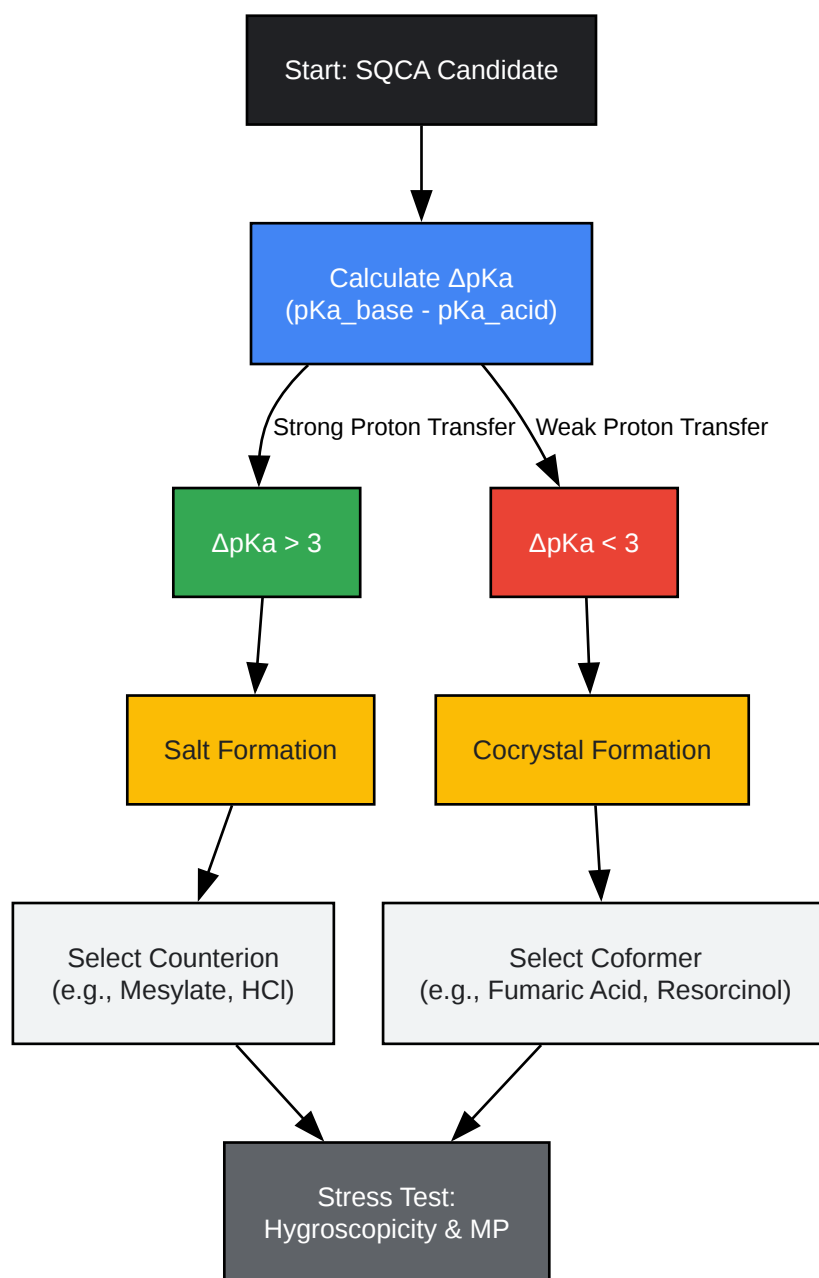 Start: SQCA Candidate
Calculate ΔpKa
(pKa_base - pKa_acid)
Strong Proton Transfer
Weak Proton Transfer
ΔpKa > 3
ΔpKa < 3
Salt Formation
Cocrystal Formation
Select Counterion
(e.g., Mesylate, HCl)
Select Coformer
(e.g., Fumaric Acid, Resorcinol)
Stress Test:
Hygroscopicity & MP